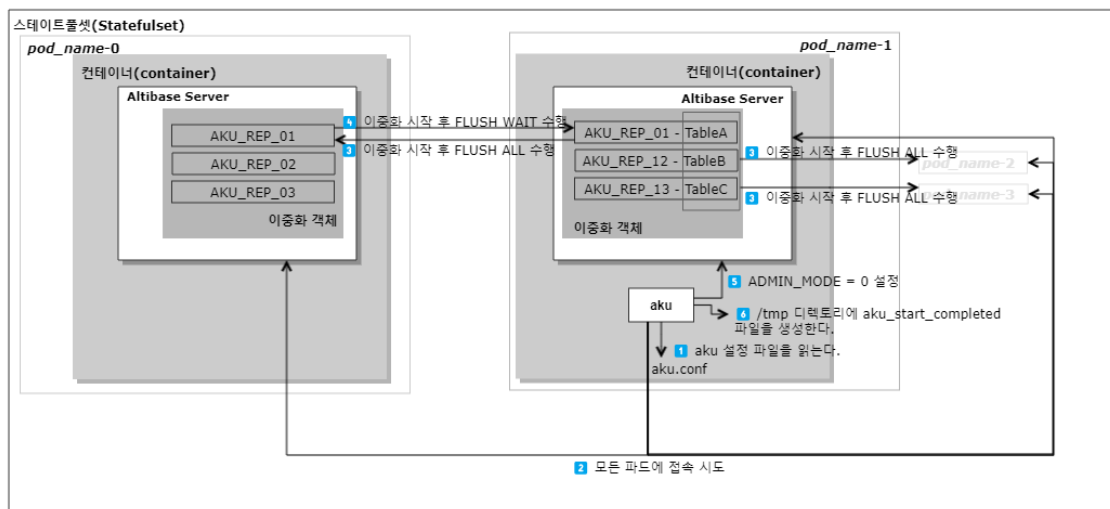 스테이트풀셋(Statefulset)
pod_name-0
컨테이너(container)
Altibase Server
AKU_REP_01
AKU_REP_02
AKU_REP_03
이중화 객체
4 이중화 시작 후 FLUSH WAIT 수행
3 이중화 시작 후 FLUSH ALL 수행
pod_name-1
컨테이너(container)
Altibase Server
AKU_REP_01 - TableA
AKU_REP_12 - TableB
AKU_REP_13 - TableC
이중화 객체
3 이중화 시작 후 FLUSH ALL 수행
pod_name-2
3 이중화 시작 후 FLUSH ALL 수행
pod_name-3
5 ADMIN_MODE = 0 설정
aku
6 /tmp 디렉토리에 aku_start_completed
파일을 생성한다.
1 aku 설정 파일을 읽는다.
aku.conf
2 모든 파드에 접속 시도